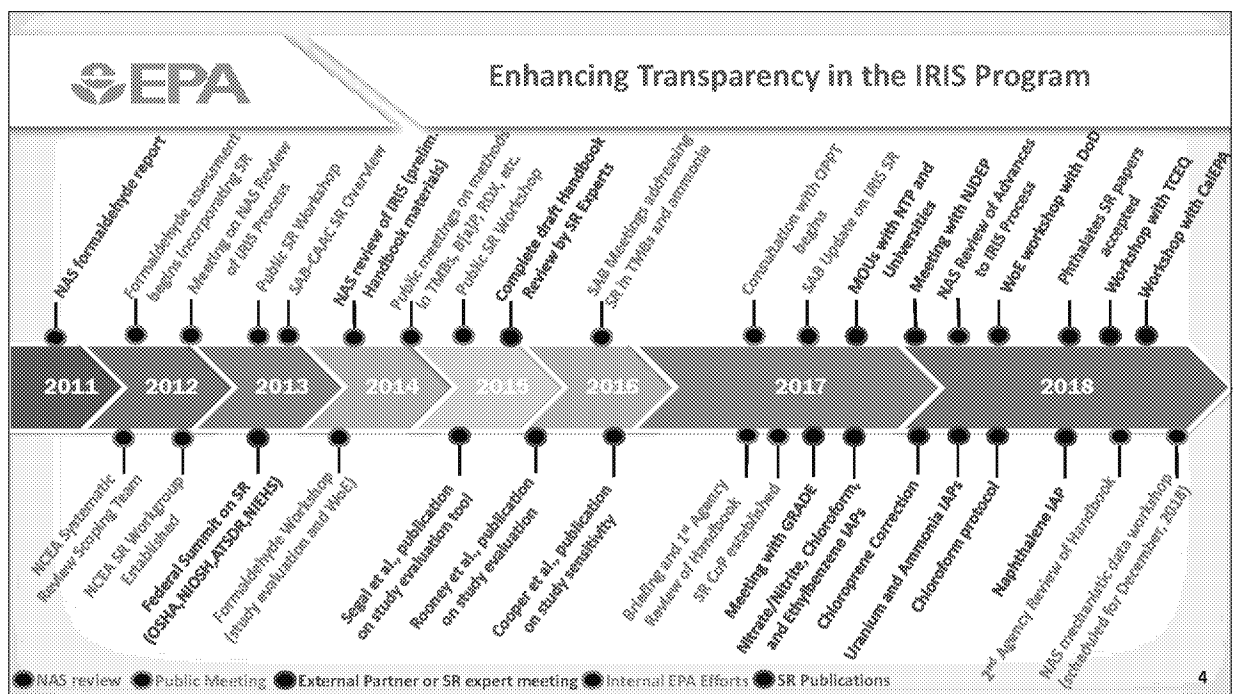 EPA
Enhancing Transparency in the IRIS Program
NAS formaldehyde report
Formaldehyde assessment
begins incorporating SR
Meeting on NAS Review
of IRIS Process
Public SR Workshop
SAB-CAAC SR Overview
NAS review of IRIS (prelim.
Handbook materials)
Public meetings on methods
in TMBs, B[a]P, RDX, etc.
Public SR Workshop
Complete draft Handbook
Review by SR Experts
SAB Meetings addressing
SR in TMBs and ammonia
Consultation with OPPT
begins
SAB Update on IRIS SR
MOUs with NTP and
Universities
Meeting with NJDEP
NAS Review of Advances
to IRIS Process
WoE workshop with DoD
Phthalates SR papers
accepted
Workshop with TCEQ
Workshop with CalEPA
2011
2012
2013
2014
2015
2016
2017
2018
NCEA Systematic
Review Scoping Team
NCEA SR Workgroup
Established
Federal Summit on SR
(OSHA,NIOSH,ATSDR,NIEHS)
Formaldehyde Workshop
(study evaluation and WoE)
Segal et al., publication
on study evaluation tool
Rooney et al., publication
on study evaluation
Cooper et al., publication
on study sensitivity
Briefing and 1st Agency
Review of Handbook
SR CoP established
Meeting with GRADE
Nitrate/Nitrite, Chloroform,
and Ethylbenzene IAPs
Chloroprene Correction
Uranium and Ammonia IAPs
Chloroform protocol
Naphthalene IAP
2nd Agency Review of Handbook
NAS mechanistic data workshop
(scheduled for December, 2018)
NAS review
Public Meeting
External Partner or SR expert meeting
Internal EPA Efforts
SR Publications
4